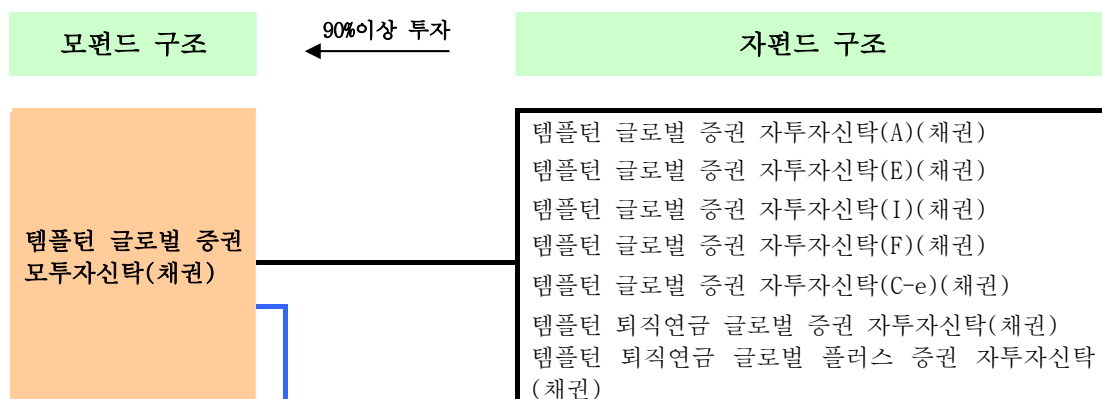 모펀드 구조
90%이상 투자
자펀드 구조
템플턴 글로벌 증권
모투자신탁(채권)
템플턴 글로벌 증권 자투자신탁(A)(채권)
템플턴 글로벌 증권 자투자신탁(E)(채권)
템플턴 글로벌 증권 자투자신탁(I)(채권)
템플턴 글로벌 증권 자투자신탁(F)(채권)
템플턴 글로벌 증권 자투자신탁(C-e)(채권)
템플턴 퇴직연금 글로벌 증권 자투자신탁(채권)
템플턴 퇴직연금 글로벌 플러스 증권 자투자신탁
(채권)